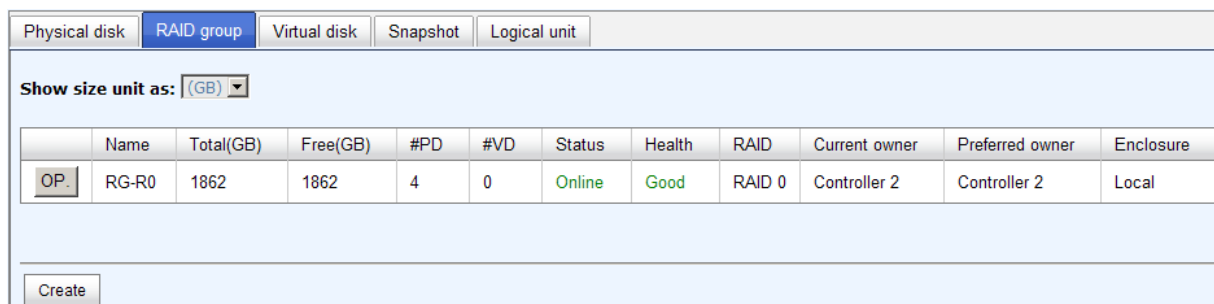 Physical disk RAID group Virtual disk Snapshot Logical unit
Show size unit as: (GB)
Name Total(GB) Free(GB) #PD #VD Status Health RAID Current owner Preferred owner Enclosure
OP. RG-R0 1862 1862 4 0 Online Good RAID 0 Controller 2 Controller 2 Local
Create